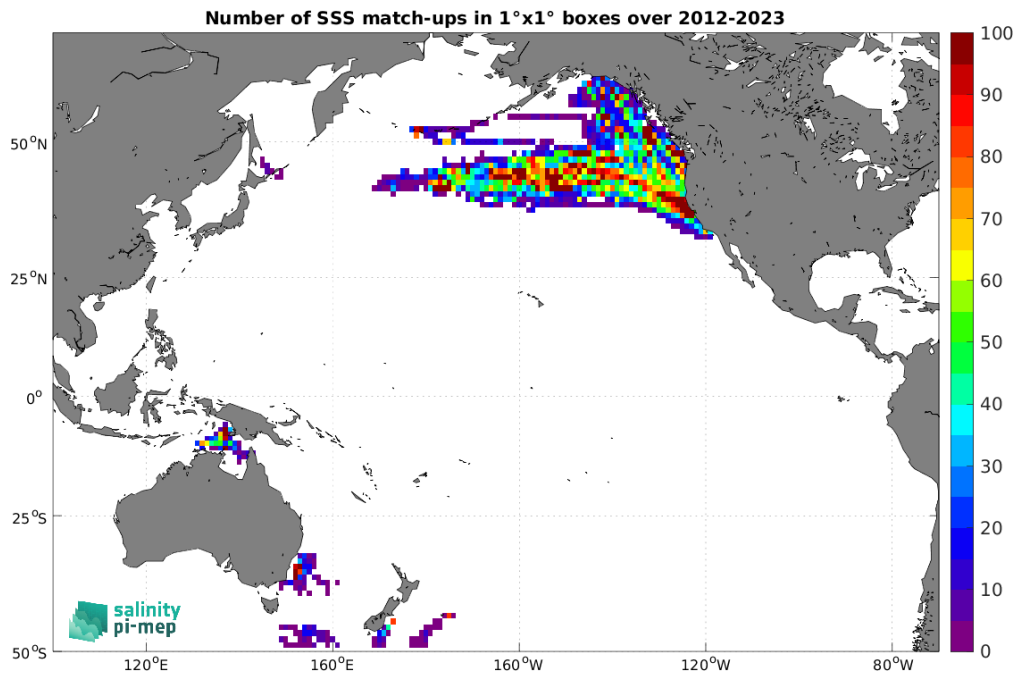 Number of SSS match-ups in 1°x1° boxes over 2012-2023
100
90
80
70
60
50
40
30
20
10
0
50°N
25°N
0°
25°S
50°S
120°E
160°E
160°W
120°W
80°W
salinity
pi-mep